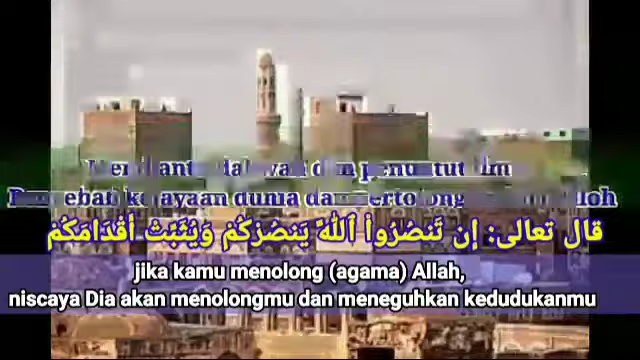 dan penuntut
dunia
قال تعالى: إِن تَنصُرُوا۟ ٱللَّهَ يَنصُرْكُمْ وَيُثَبِّتْ أَقْدَامَكُمْ
jika kamu menolong (agama) Allah,
niscaya Dia akan menolongmu dan meneguhkan kedudukanmu